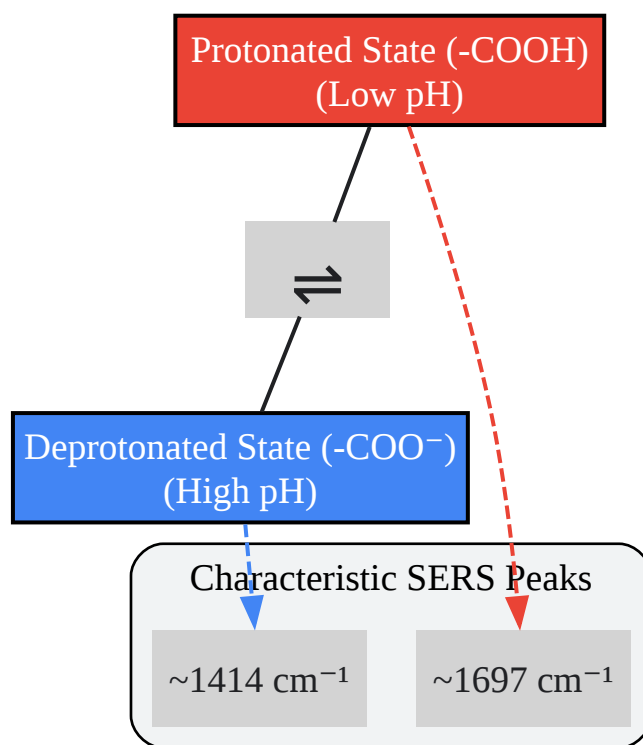 Protonated State (-COOH)
(Low pH)
⇌
Deprotonated State (-COO⁻)
(High pH)
Characteristic SERS Peaks
~1414 cm⁻¹
~1697 cm⁻¹